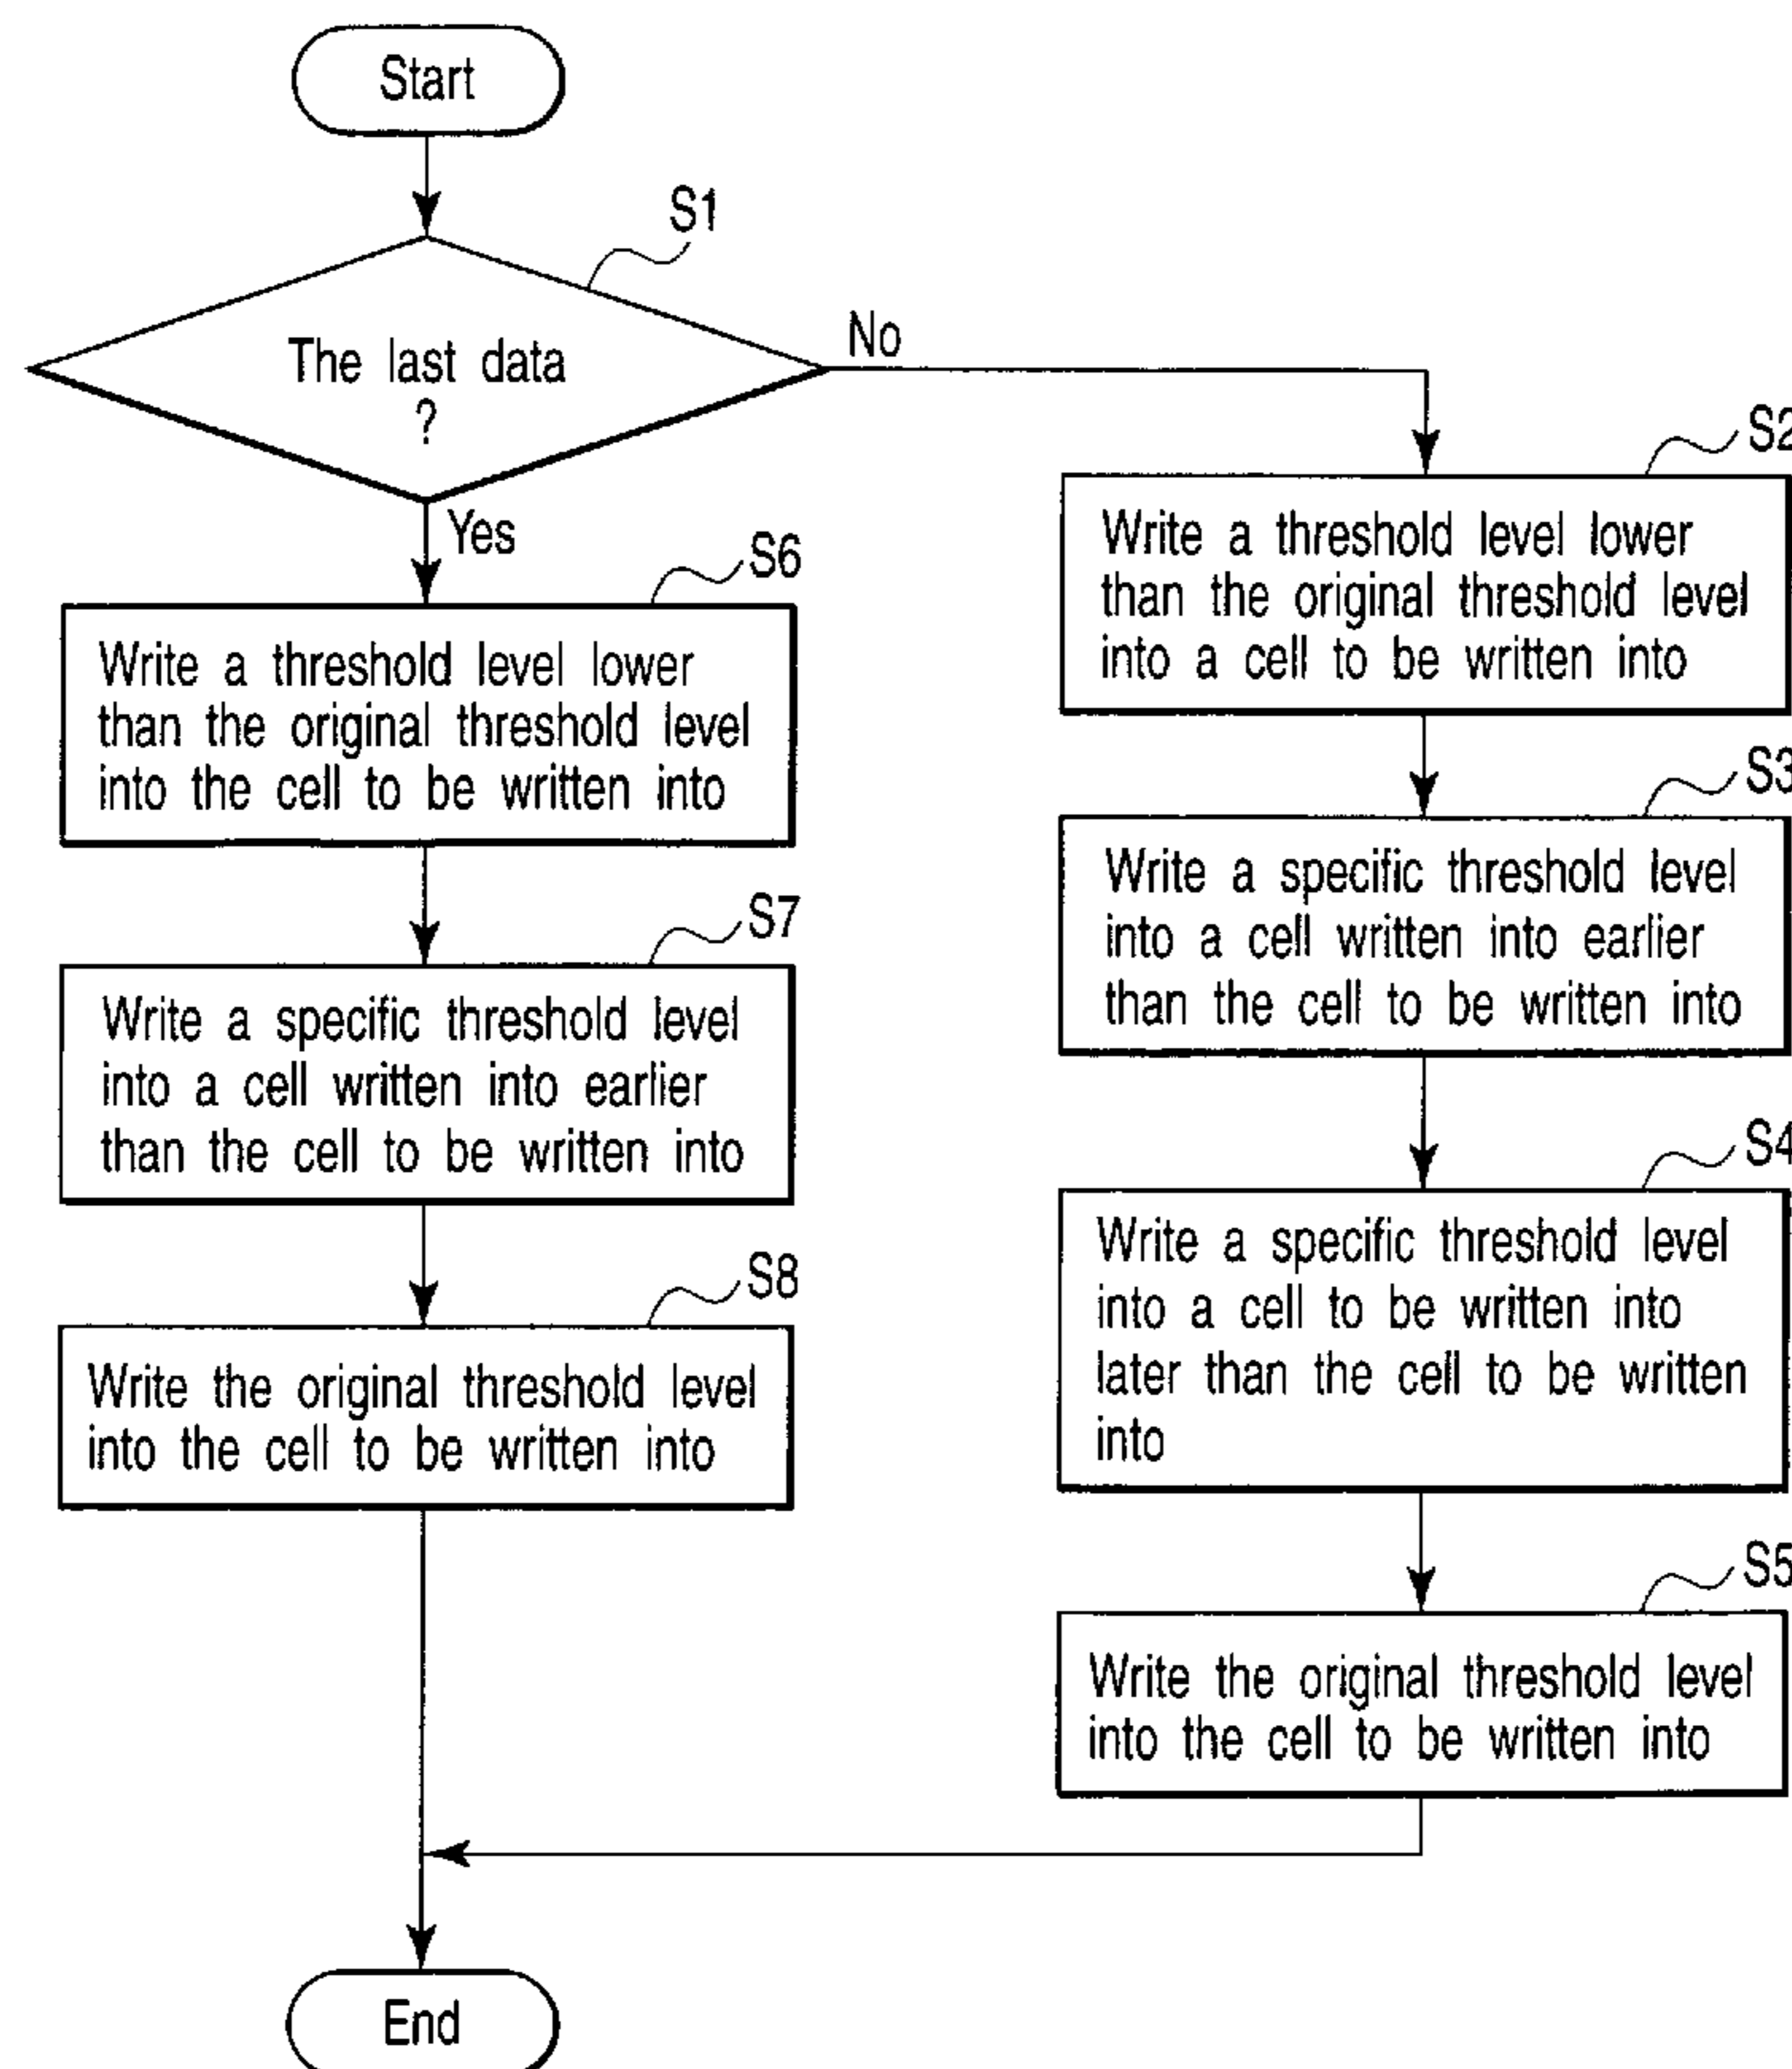 Start
S1
The last data
?
No
Yes
S2
Write a threshold level lower
than the original threshold level
into a cell to be written into
S3
Write a specific threshold level
into a cell written into earlier
than the cell to be written into
S4
Write a specific threshold level
into a cell to be written into
later than the cell to be written
into
S5
Write the original threshold level
into the cell to be written into
S6
Write a threshold level lower
than the original threshold level
into the cell to be written into
S7
Write a specific threshold level
into a cell written into earlier
than the cell to be written into
S8
Write the original threshold level
into the cell to be written into
End